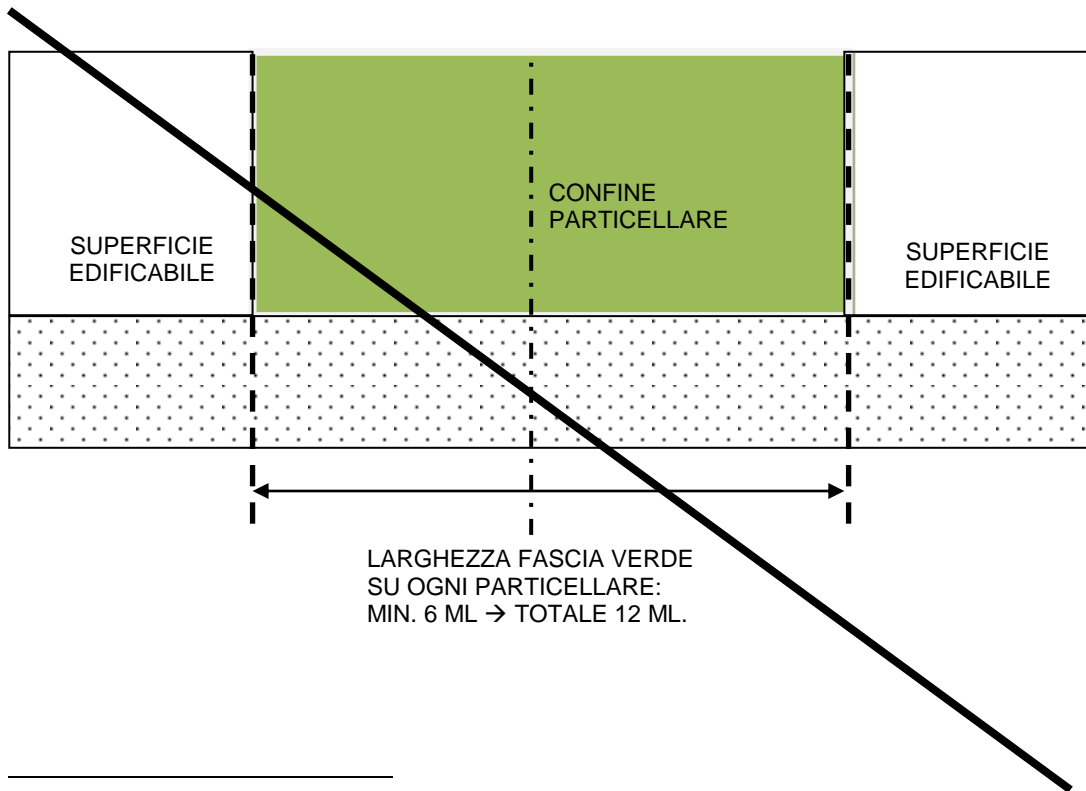 CONFINE
PARTICELLARE
SUPERFICIE
EDIFICABILE
SUPERFICIE
EDIFICABILE
LARGHEZZA FASCIA VERDE
SU OGNI PARTICELLARE:
MIN. 6 ML → TOTALE 12 ML.